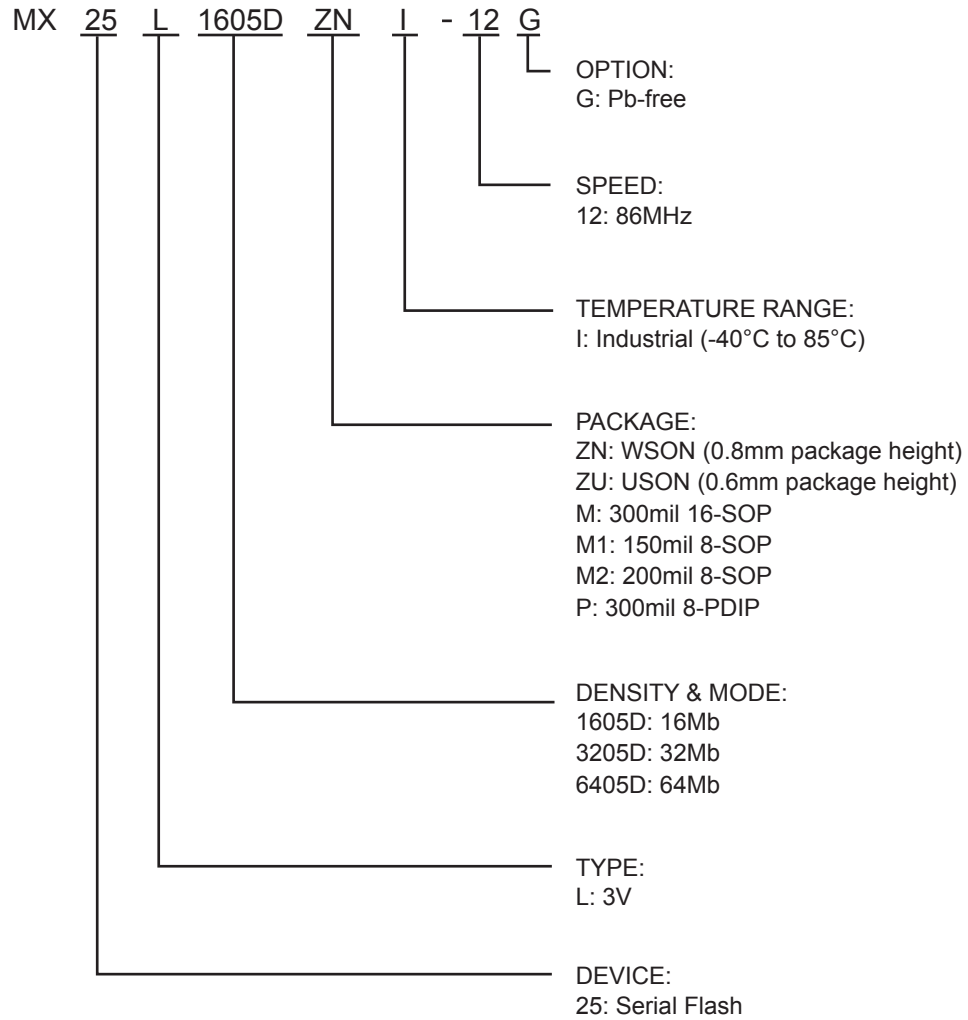 MX 25 L 1605D ZN I - 12 G
OPTION:
G: Pb-free
SPEED:
12: 86MHz
TEMPERATURE RANGE:
I: Industrial (-40°C to 85°C)
PACKAGE:
ZN: WSON (0.8mm package height)
ZU: USON (0.6mm package height)
M: 300mil 16-SOP
M1: 150mil 8-SOP
M2: 200mil 8-SOP
P: 300mil 8-PDIP
DENSITY & MODE:
1605D: 16Mb
3205D: 32Mb
6405D: 64Mb
TYPE:
L: 3V
DEVICE:
25: Serial Flash